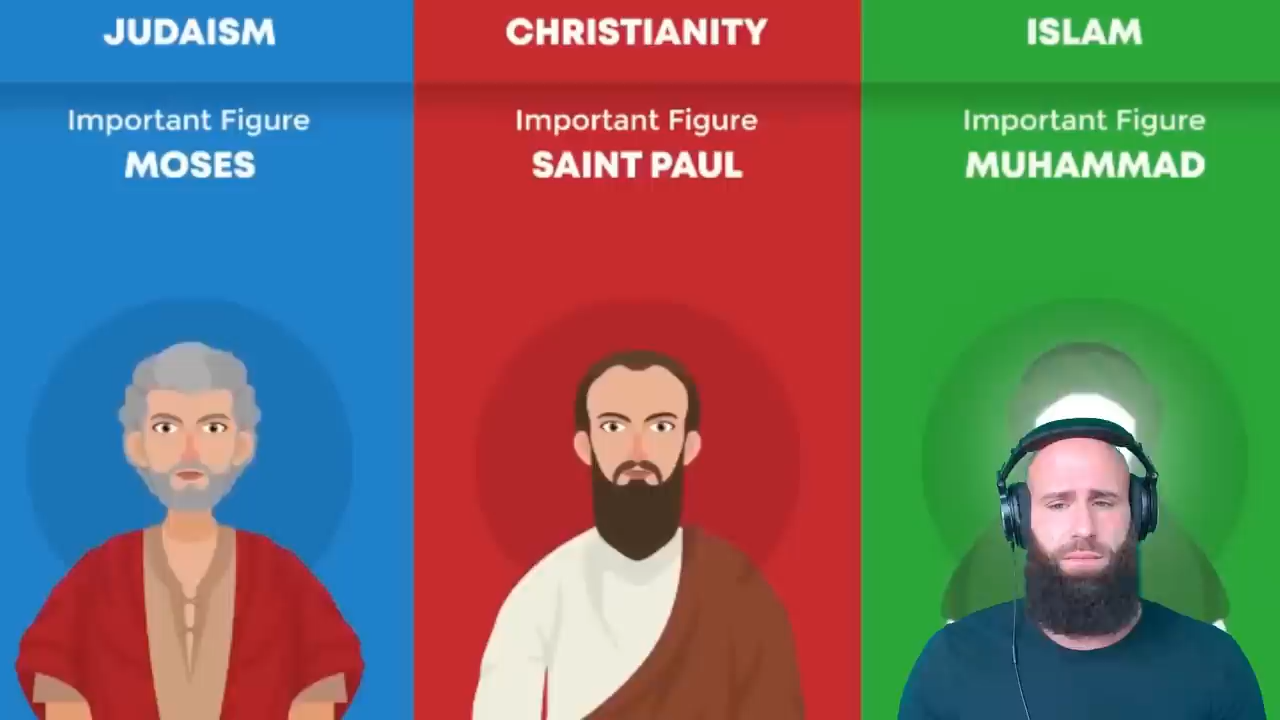 JUDAISM
Important Figure
MOSES
CHRISTIANITY
Important Figure
SAINT PAUL
ISLAM
Important Figure
MUHAMMAD